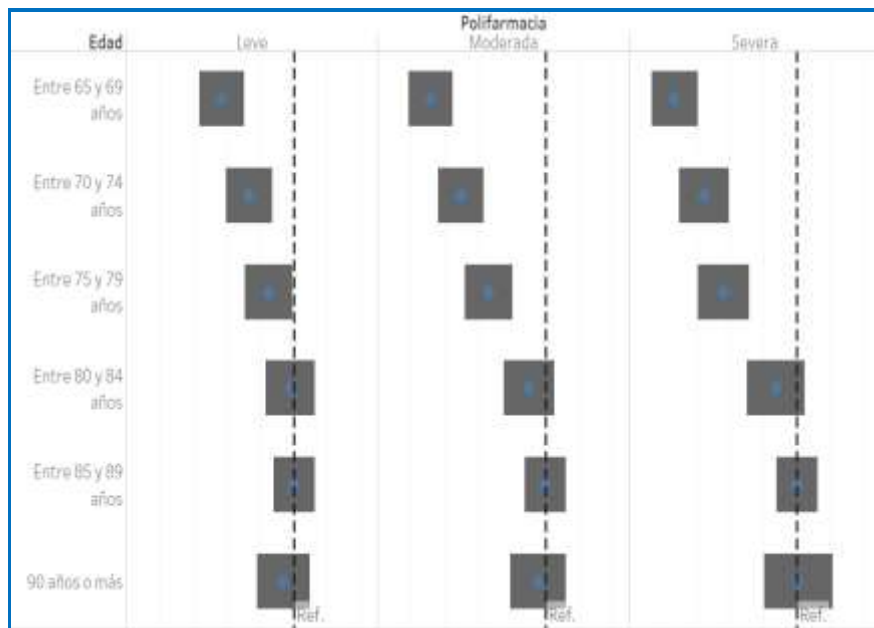 Polifarmacia
Edad Leve Moderada Severa
Entre 65 y 69
años
Entre 70 y 74
años
Entre 75 y 79
años
Entre 80 y 84
años
Entre 85 y 89
años
90 años o más
Ref. Ref. Ref.